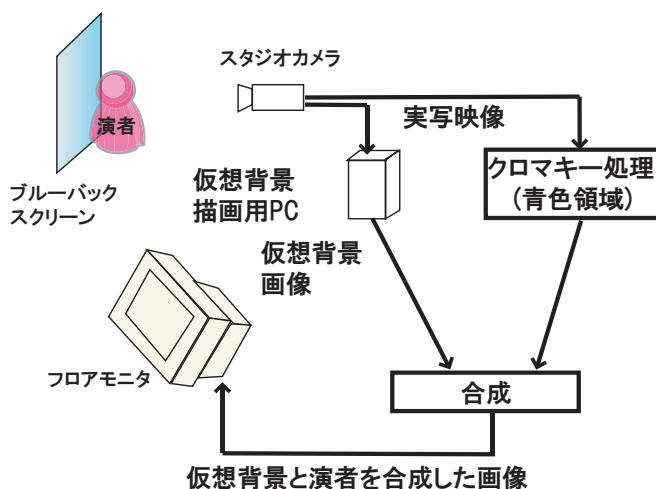 スタジオカメラ
演者
実写映像
ブルーバック
スクリーン
仮想背景
描画用PC
クロマキー処理
(青色領域)
仮想背景
画像
フロアモニタ
合成
仮想背景と演者を合成した画像